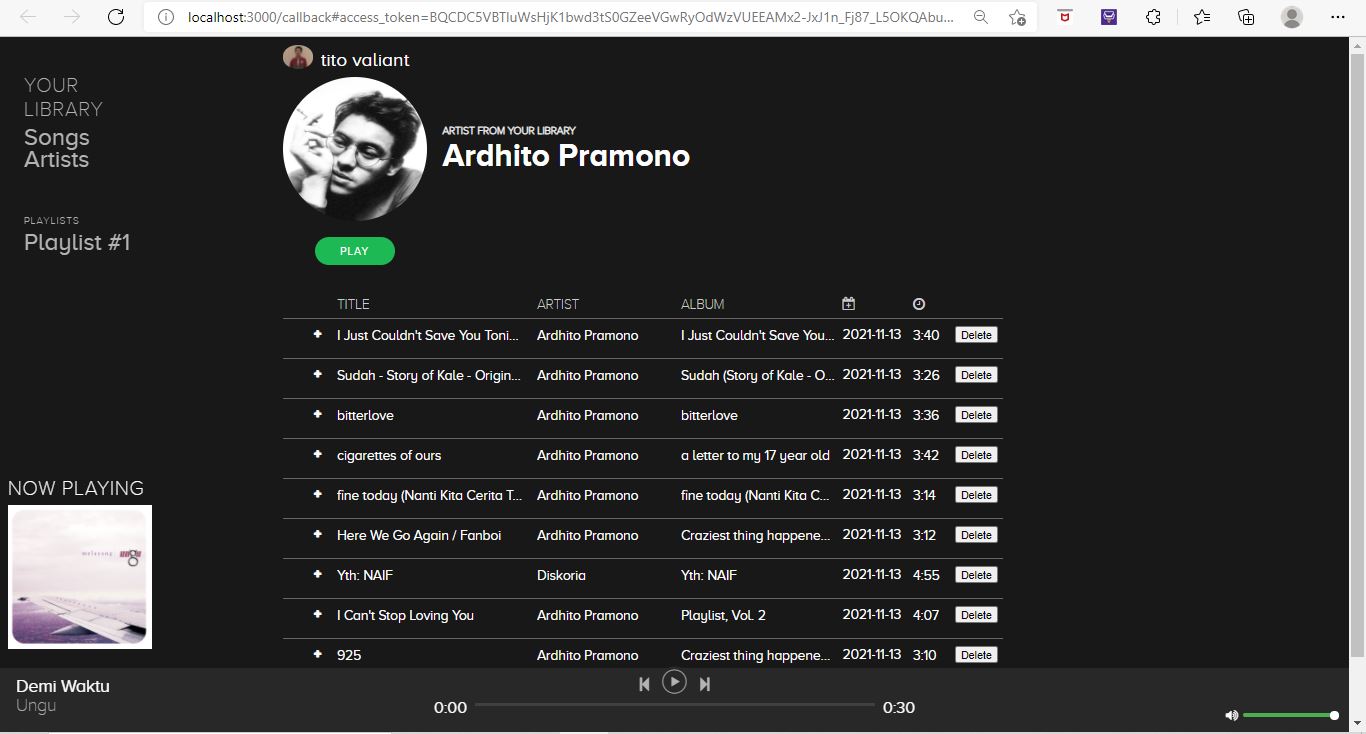 localhost:3000/callback#access_token=BQCDC5VBTluWsHjK1bwd3tS0GZeeVGwRyOdWzVUEEAMx2-JxJ1n_Fj87_L5OKQAbu...
tito valiant
YOUR
LIBRARY
Songs
Artists
ARTIST FROM YOUR LIBRARY
Ardhito Pramono
PLAYLISTS
Playlist #1
PLAY
TITLE ARTIST ALBUM
I Just Couldn't Save You Toni... Ardhito Pramono I Just Couldn't Save You... 2021-11-13 3:40 Delete
Sudah - Story of Kale - Origin... Ardhito Pramono Sudah (Story of Kale - O... 2021-11-13 3:26 Delete
bitterlove Ardhito Pramono bitterlove 2021-11-13 3:36 Delete
cigarettes of ours Ardhito Pramono a letter to my 17 year old 2021-11-13 3:42 Delete
fine today (Nanti Kita Cerita T... Ardhito Pramono fine today (Nanti Kita C... 2021-11-13 3:14 Delete
Here We Go Again / Fanboi Ardhito Pramono Craziest thing happene... 2021-11-13 3:12 Delete
Yth: NAIF Diskoria Yth: NAIF 2021-11-13 4:55 Delete
I Can't Stop Loving You Ardhito Pramono Playlist, Vol. 2 2021-11-13 4:07 Delete
925 Ardhito Pramono Craziest thing happene... 2021-11-13 3:10 Delete
NOW PLAYING
melayang
ungu
Demi Waktu
Ungu
0:00 0:30